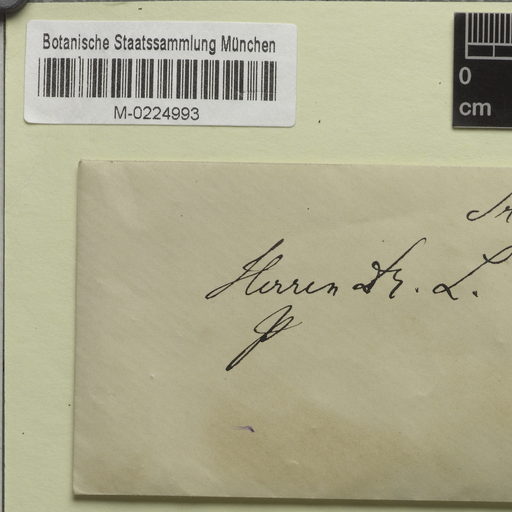 Botanische Staatssammlung München
M-0224993
0
cm
Herren Dr. L.